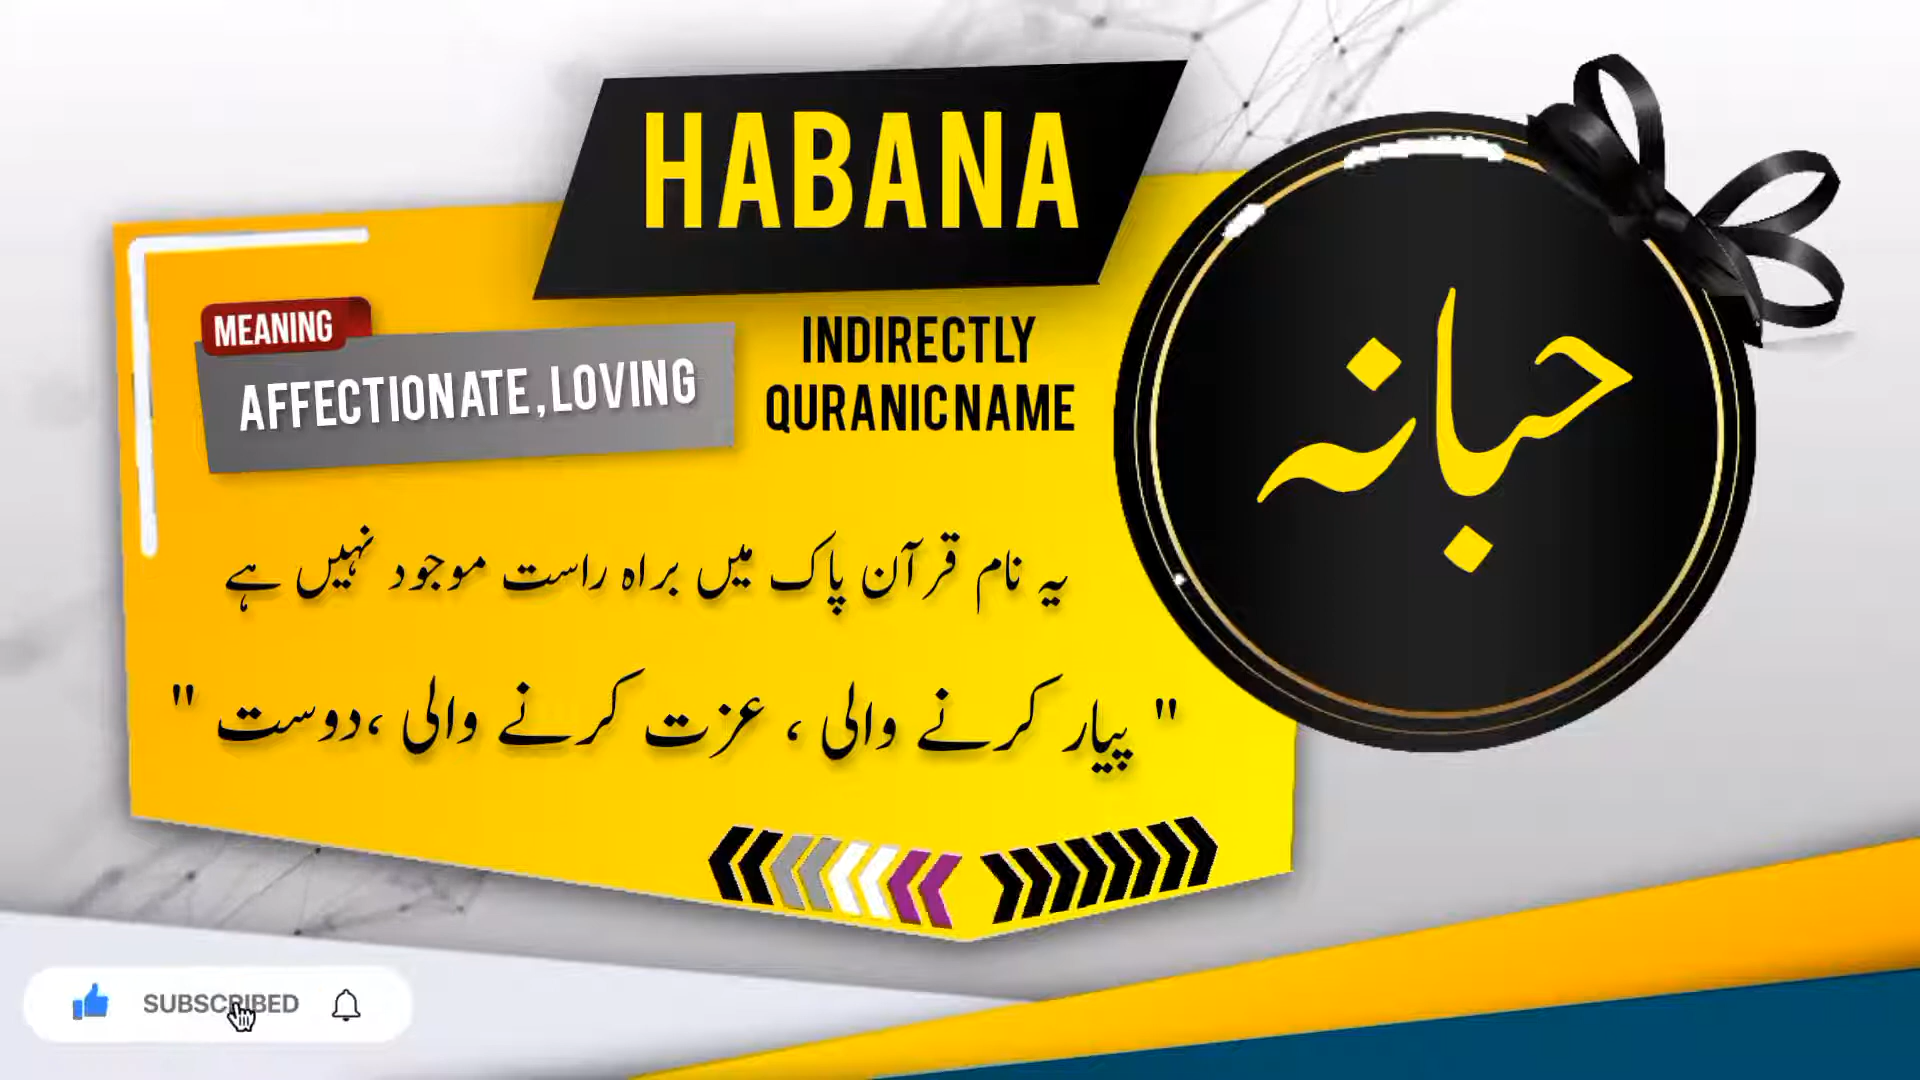 HABANA
MEANING
AFFECTIONATE, LOVING
INDIRECTLY
QURANIC NAME
حبانہ
یہ نام قرآن پاک میں براہ راست موجود نہیں ہے
" پیار کرنے والی ، عزت کرنے والی ،دوست "
SUBSCRIBED